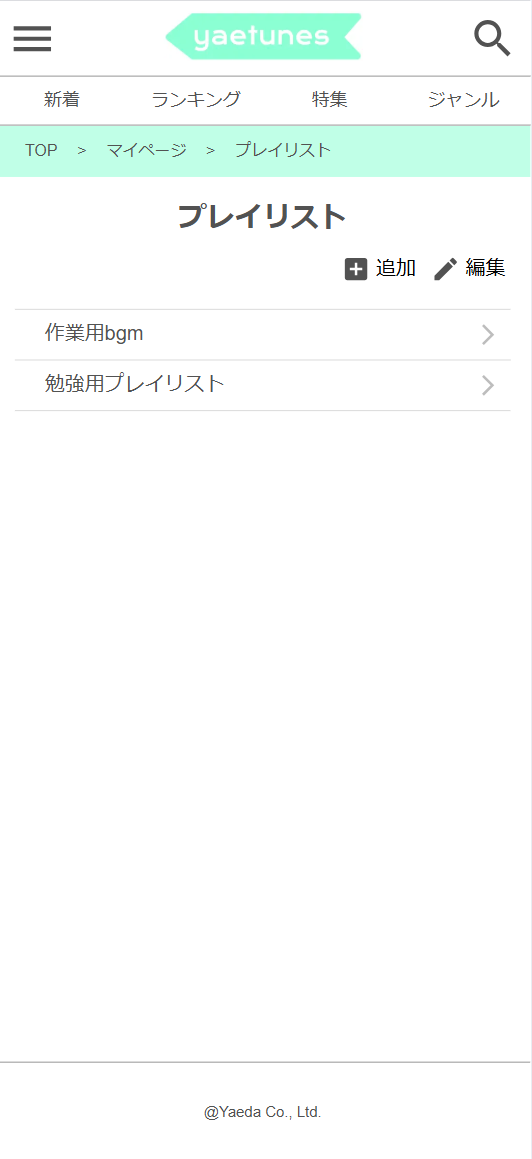 yaetunes
新着 ランキング 特集 ジャンル
TOP > マイページ > プレイリスト
プレイリスト
追加 編集
作業用bgm
勉強用プレイリスト
@Yaeda Co., Ltd.